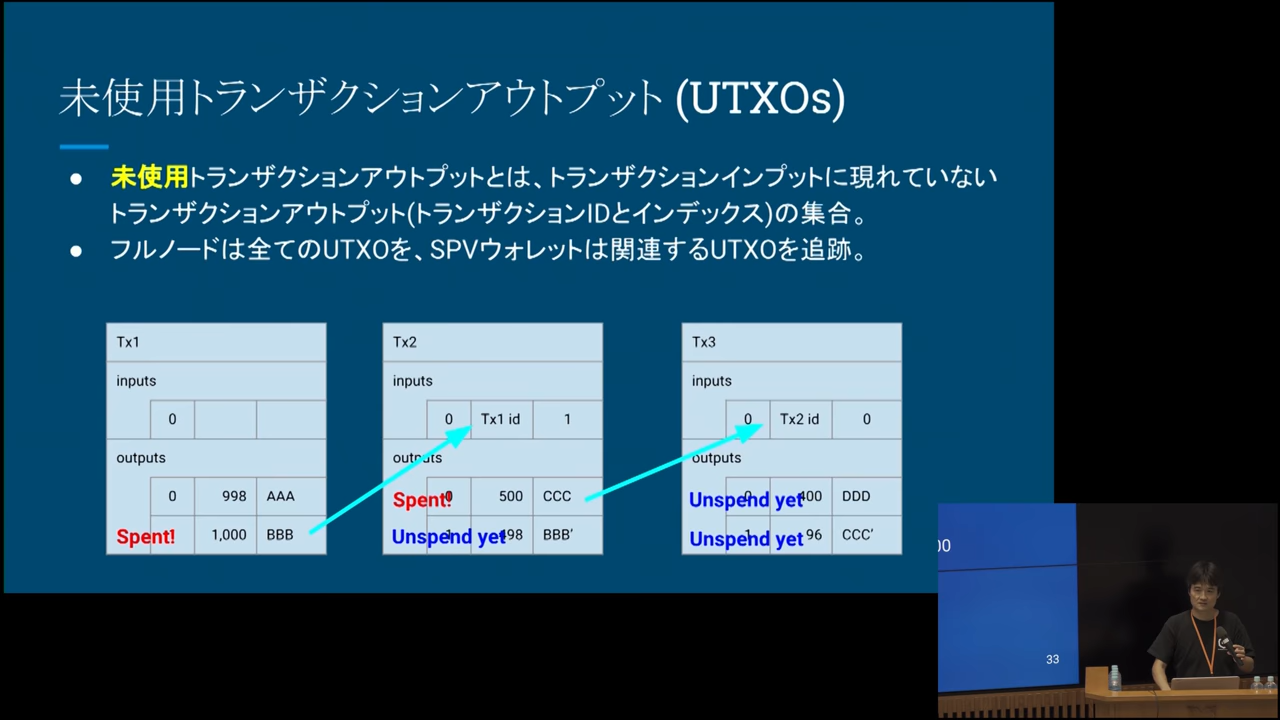 未使用トランザクションアウトプット (UTXOs)
● 未使用トランザクションアウトプットとは、トランザクションインプットに現れていない
トランザクションアウトプット(トランザクションIDとインデックス)の集合。
● フルノードは全てのUTXOを、SPVウォレットは関連するUTXOを追跡。
Tx1
inputs
0
outputs
0 998 AAA
Spent! 1,000 BBB
Tx2
inputs
0 Tx1 id 1
outputs
Spent! 0 500 CCC
Unspend yet 1 498 BBB’
Tx3
inputs
0 Tx2 id 0
outputs
Unspend yet 0 400 DDD
Unspend yet 1 96 CCC’
00
33